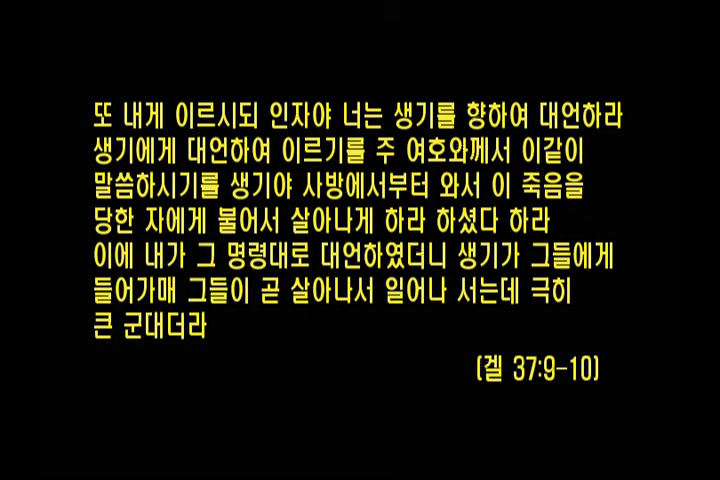 또 내게 이르시되 인자야 너는 생기를 향하여 대언하라
생기에게 대언하여 이르기를 주 여호와께서 이같이
말씀하시기를 생기야 사방에서부터 와서 이 죽음을
당한 자에게 불어서 살아나게 하라 하셨다 하라
이에 내가 그 명령대로 대언하였더니 생기가 그들에게
들어가매 그들이 곧 살아나서 일어나 서는데 극히
큰 군대더라
(겔 37:9-10)